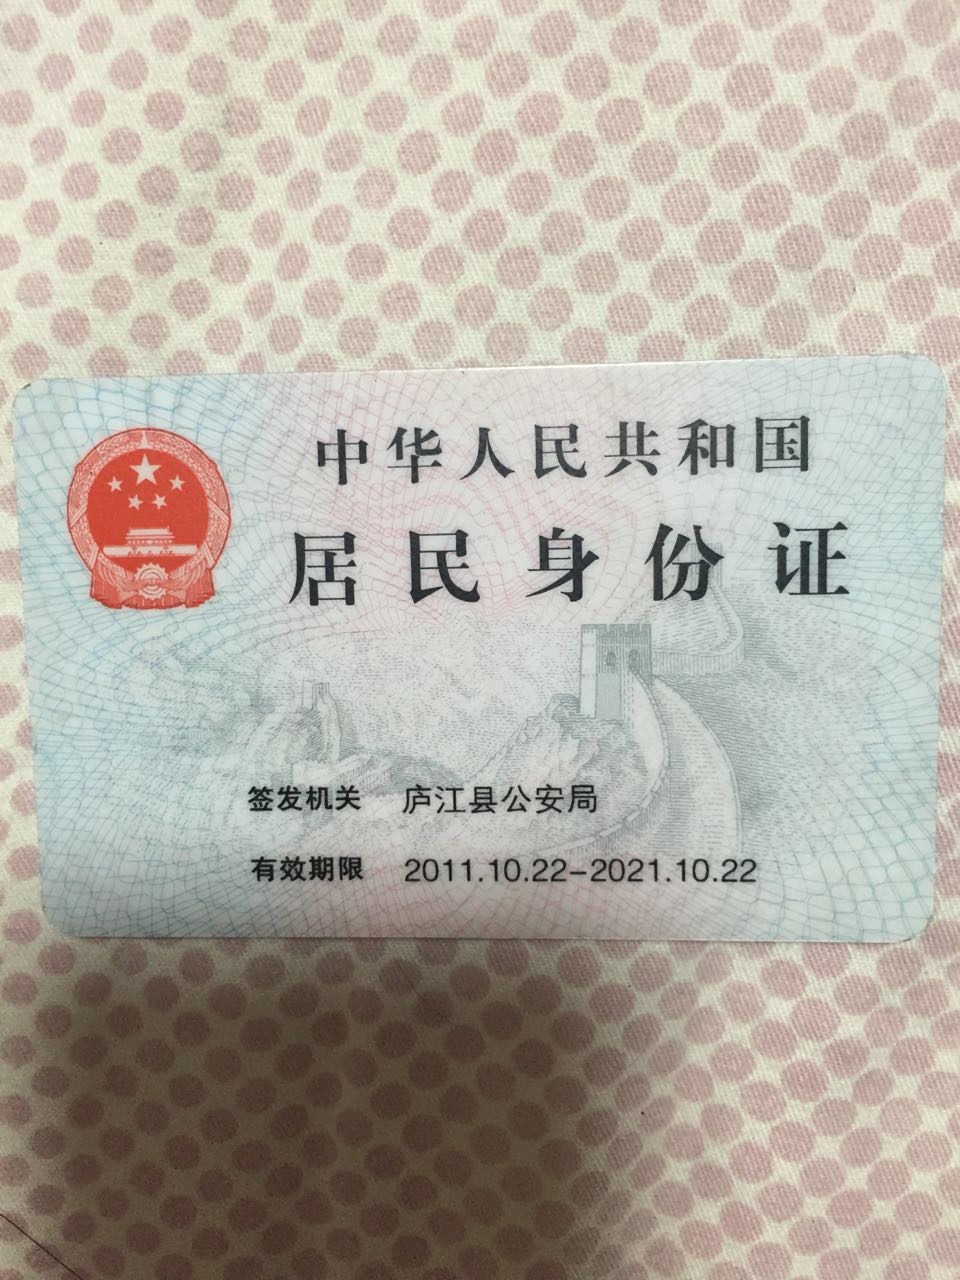 中华人民共和国
居民身份证
签发机关 庐江县公安局
有效期限 2011.10.22-2021.10.22